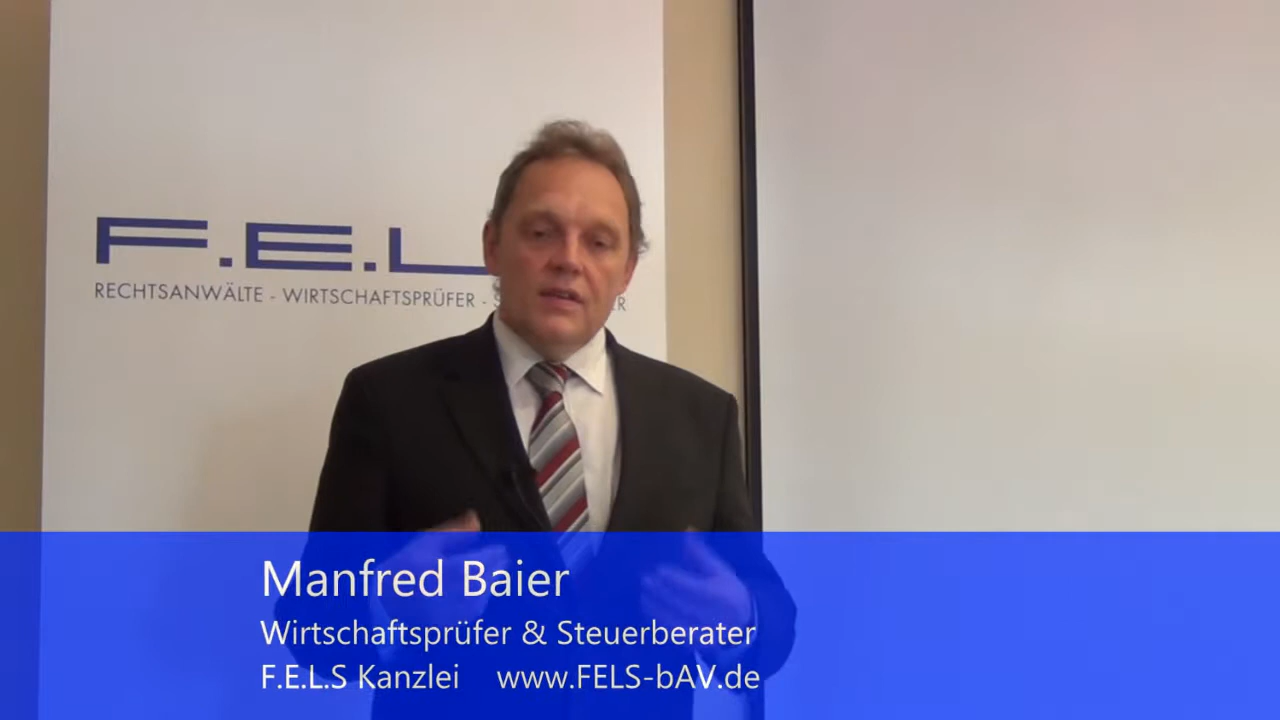 F.E.L
RECHTSANWÄLTE - WIRTSCHAFTSPRÜFER -
Manfred Baier
Wirtschaftsprüfer & Steuerberater
F.E.L.S Kanzlei www.FELS-bAV.de